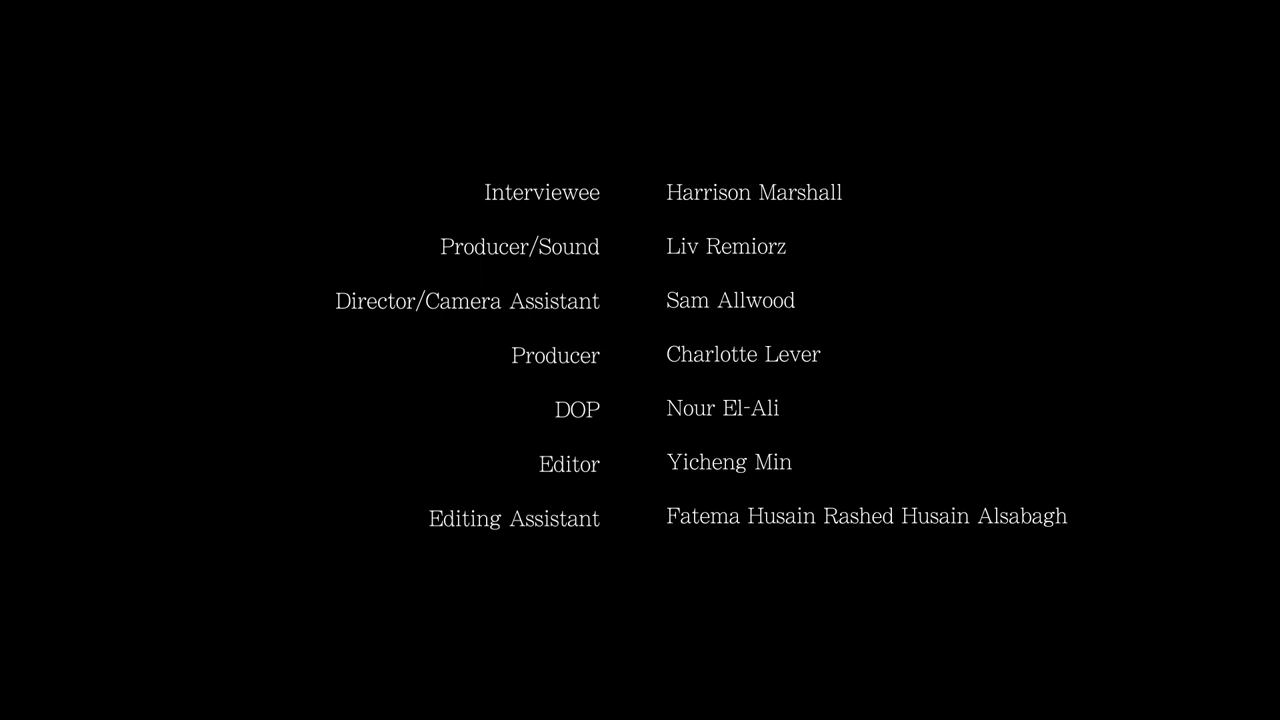 Interviewee Harrison Marshall
Producer/Sound Liv Remiorz
Director/Camera Assistant Sam Allwood
Producer Charlotte Lever
DOP Nour El-Ali
Editor Yicheng Min
Editing Assistant Fatema Husain Rashed Husain Alsabagh